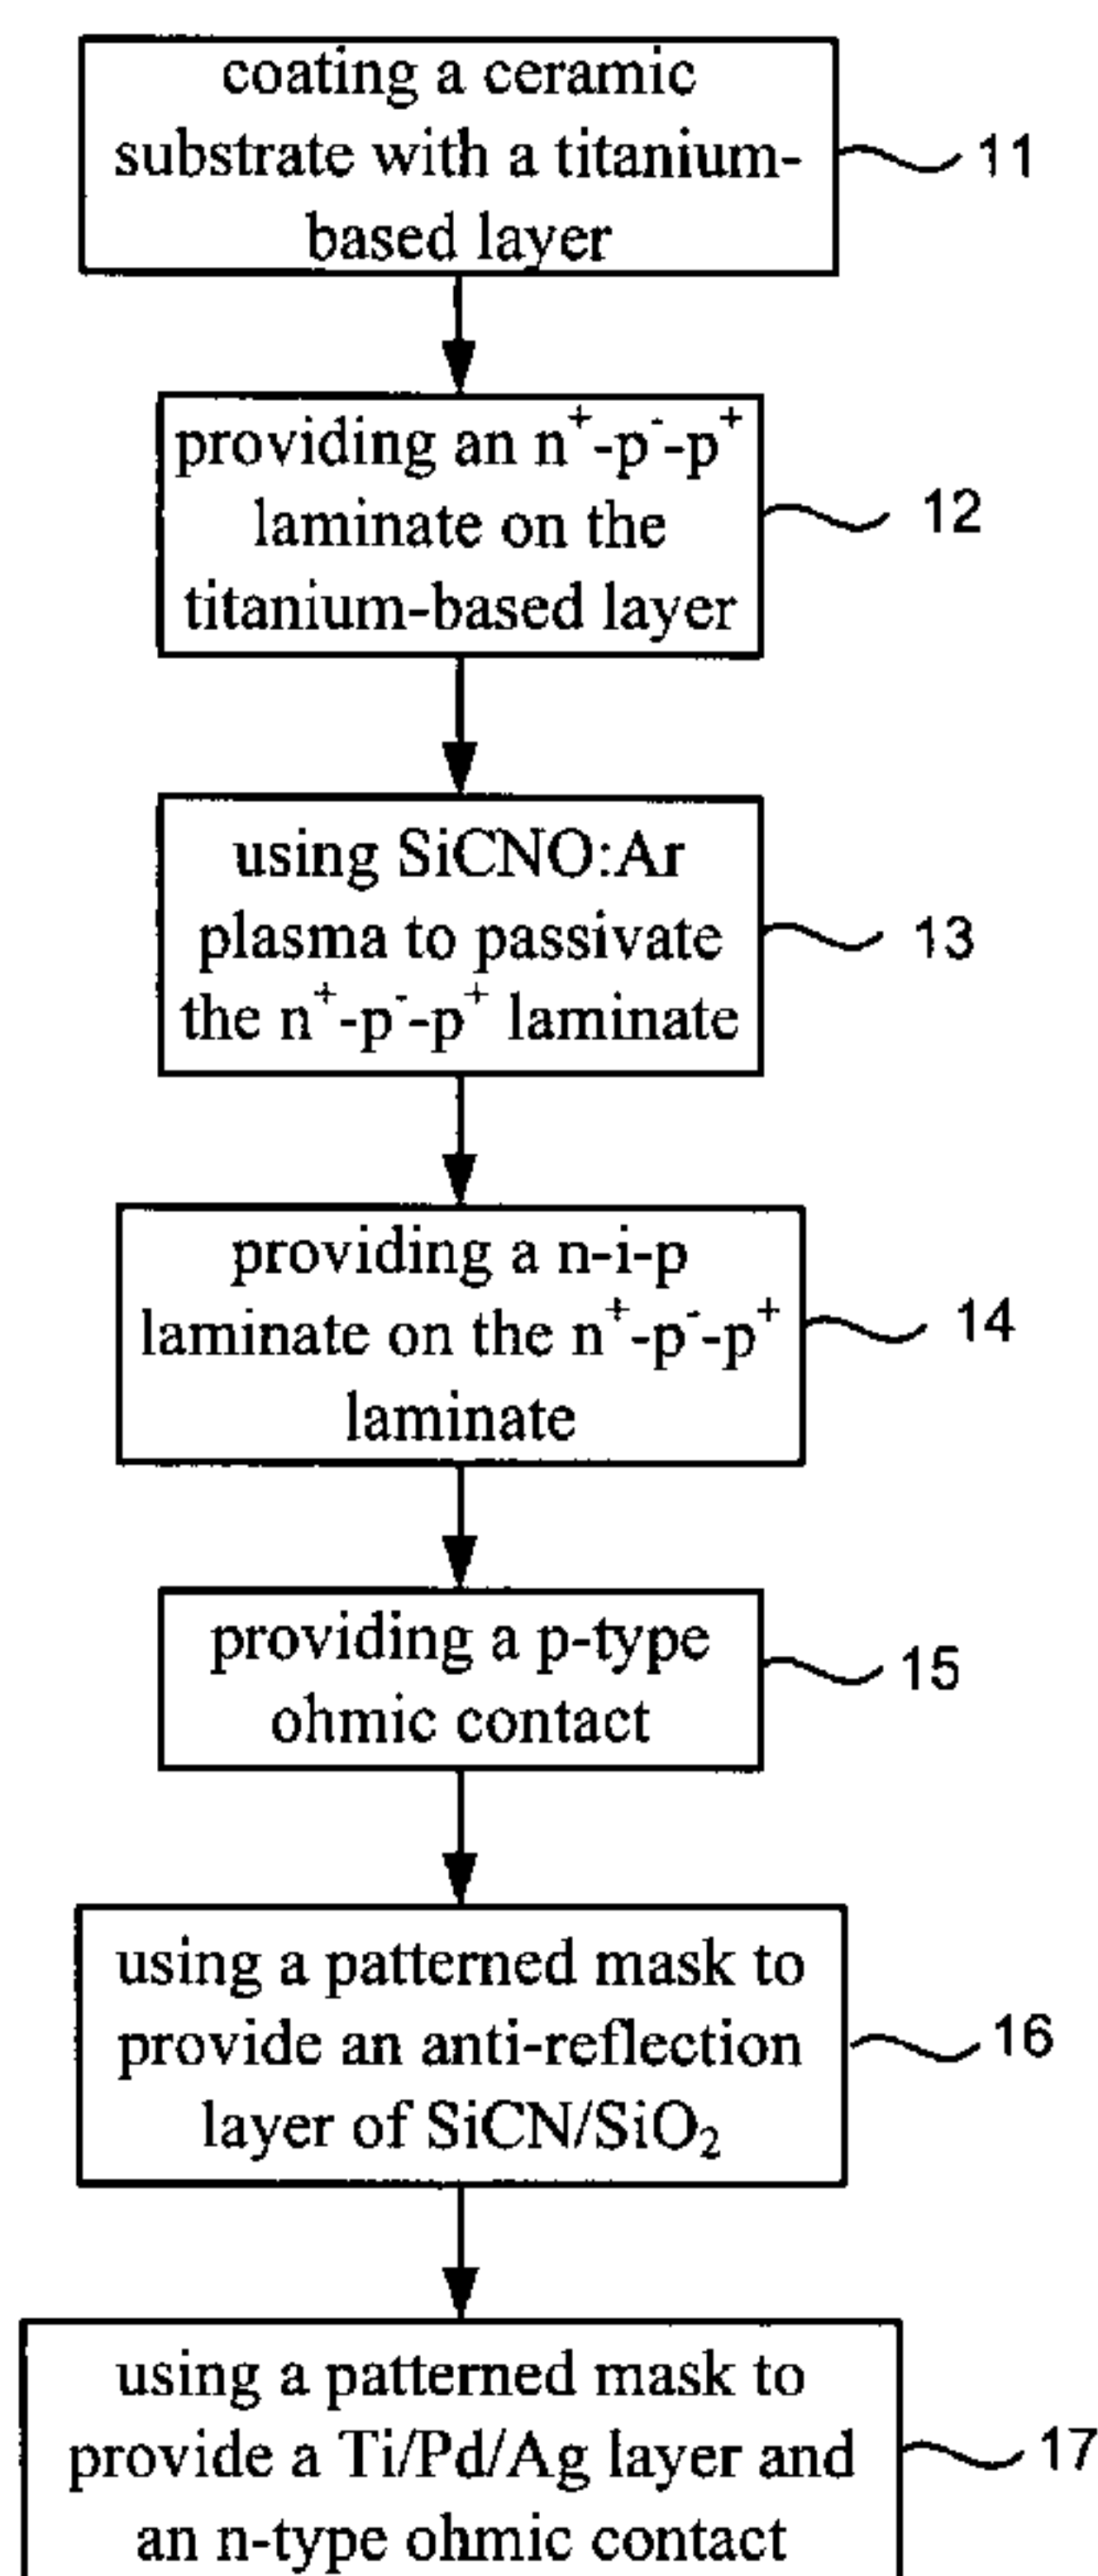 coating a ceramic
substrate with a titanium-
based layer
11
providing an n⁺-p⁻-p⁺
laminate on the
titanium-based layer
12
using SiCNO:Ar
plasma to passivate
the n⁺-p⁻-p⁺ laminate
13
providing a n-i-p
laminate on the n⁺-p⁻-p⁺
laminate
14
providing a p-type
ohmic contact
15
using a patterned mask to
provide an anti-reflection
layer of SiCN/SiO₂
16
using a patterned mask to
provide a Ti/Pd/Ag layer and
an n-type ohmic contact
17